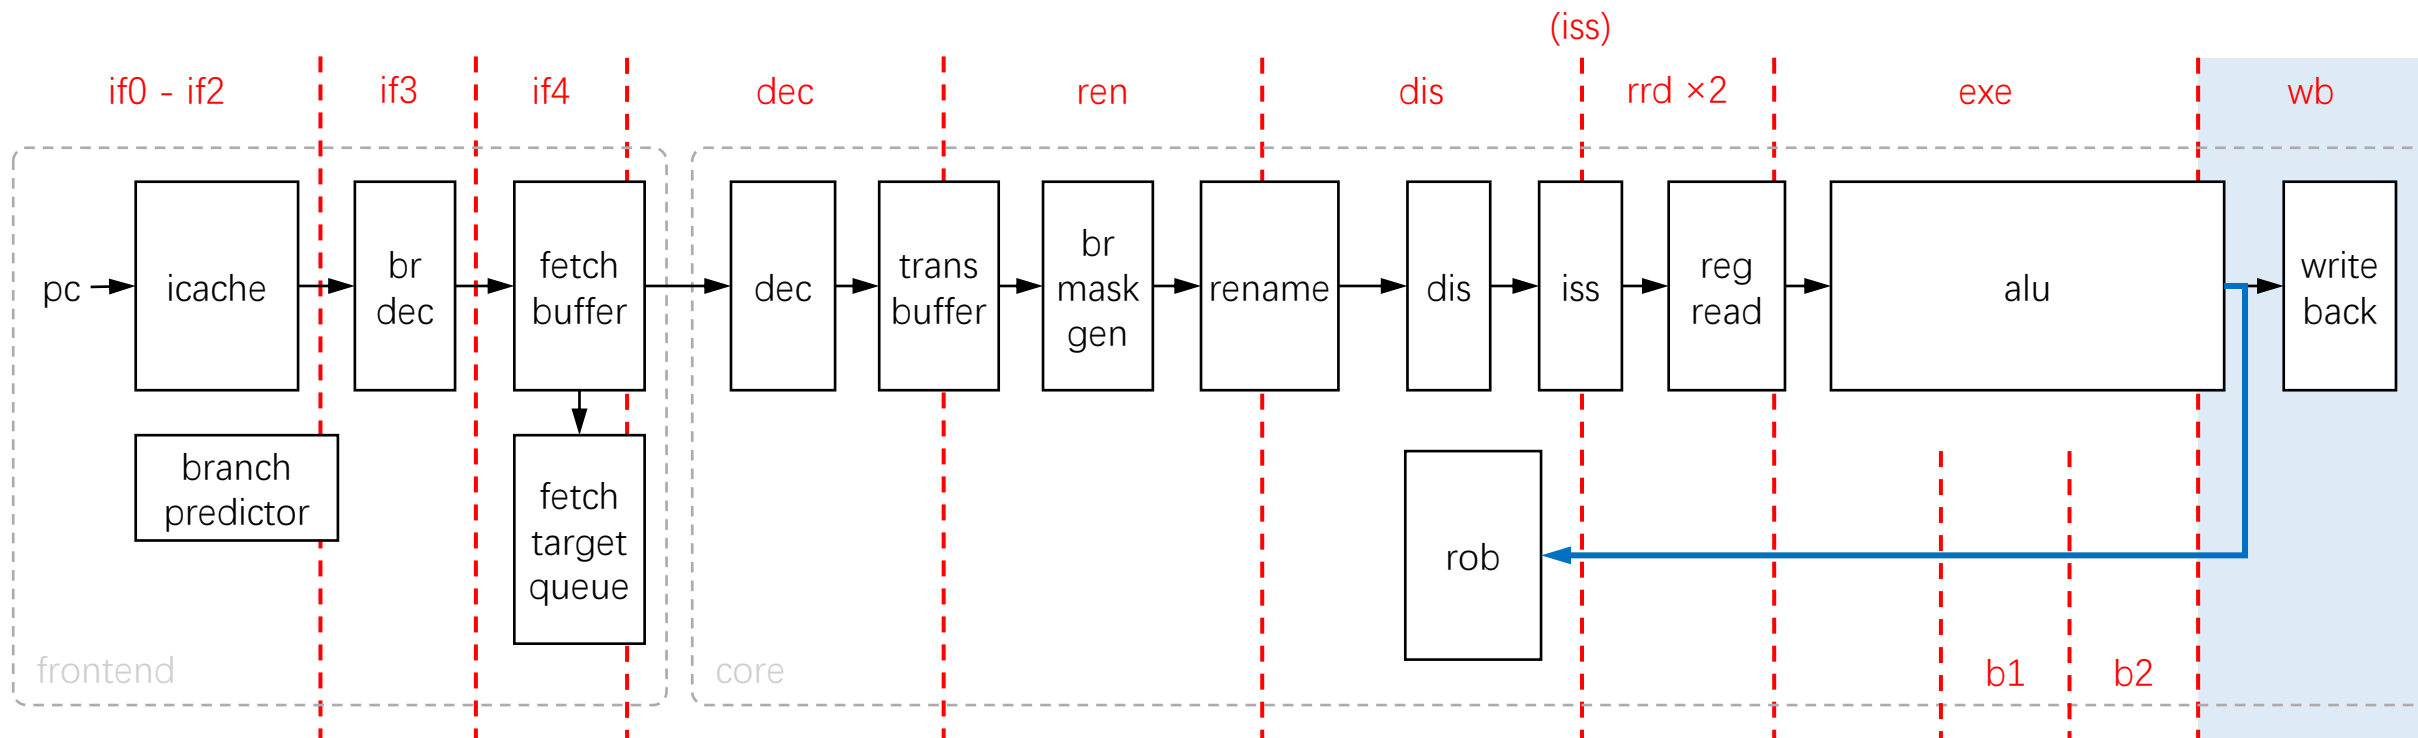 (iss)
if0 - if2
if3
if4
dec
ren
dis
rrd ×2
exe
wb
pc
icache
br
dec
fetch
buffer
dec
trans
buffer
br
mask
gen
rename
dis
iss
reg
read
alu
write
back
branch
predictor
fetch
target
queue
rob
frontend
core
b1
b2